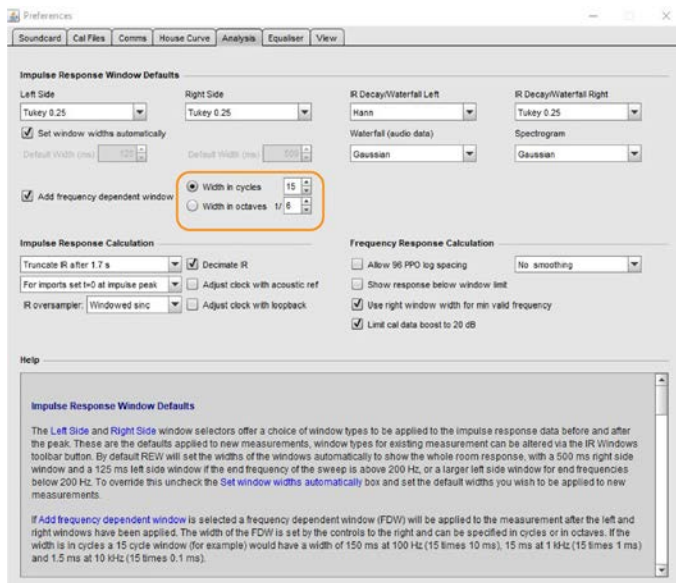 Preferences
Soundcard Cal Files Comms House Curve Analysis Equaliser View
Impulse Response Window Defaults
Left Side Right Side IR Decay/Waterfall Left IR Decay/Waterfall Right
Tukey 0.25 Tukey 0.25 Hann Tukey 0.25
Set window widths automatically Waterfall (audio data) Spectrogram
Default Width (ms) 125 Default Width (ms) 500 Gaussian Gaussian
Add frequency dependent window Width in cycles 15
Width in octaves 1/ 6
Impulse Response Calculation Frequency Response Calculation
Truncate IR after 1.7 s Decimate IR Allow 96 PPO log spacing No smoothing
For imports set t=0 at impulse peak Adjust clock with acoustic ref Show response below window limit
IR oversampler: Windowed sinc Adjust clock with loopback Use right window width for min valid frequency
Limit cal data boost to 20 dB
Help
Impulse Response Window Defaults
The Left Side and Right Side window selectors offer a choice of window types to be applied to the impulse response data before and after
the peak. These are the defaults applied to new measurements, window types for existing measurement can be altered via the IR Windows
toolbar button. By default REW will set the widths of the windows automatically to show the whole room response, with a 500 ms right side
window and a 125 ms left side window if the end frequency of the sweep is above 200 Hz, or a larger left side window for end frequencies
below 200 Hz. To override this uncheck the Set window widths automatically box and set the default widths you wish to be applied to new
measurements.
If Add frequency dependent window is selected a frequency dependent window (FDW) will be applied to the measurement after the left and
right windows have been applied. The width of the FDW is set by the controls to the right and can be specified in cycles or in octaves. If the
width is in cycles a 15 cycle window (for example) would have a width of 150 ms at 100 Hz (15 times 10 ms), 15 ms at 1 kHz (15 times 1 ms)
and 1.5 ms at 10 kHz (15 times 0.1 ms).